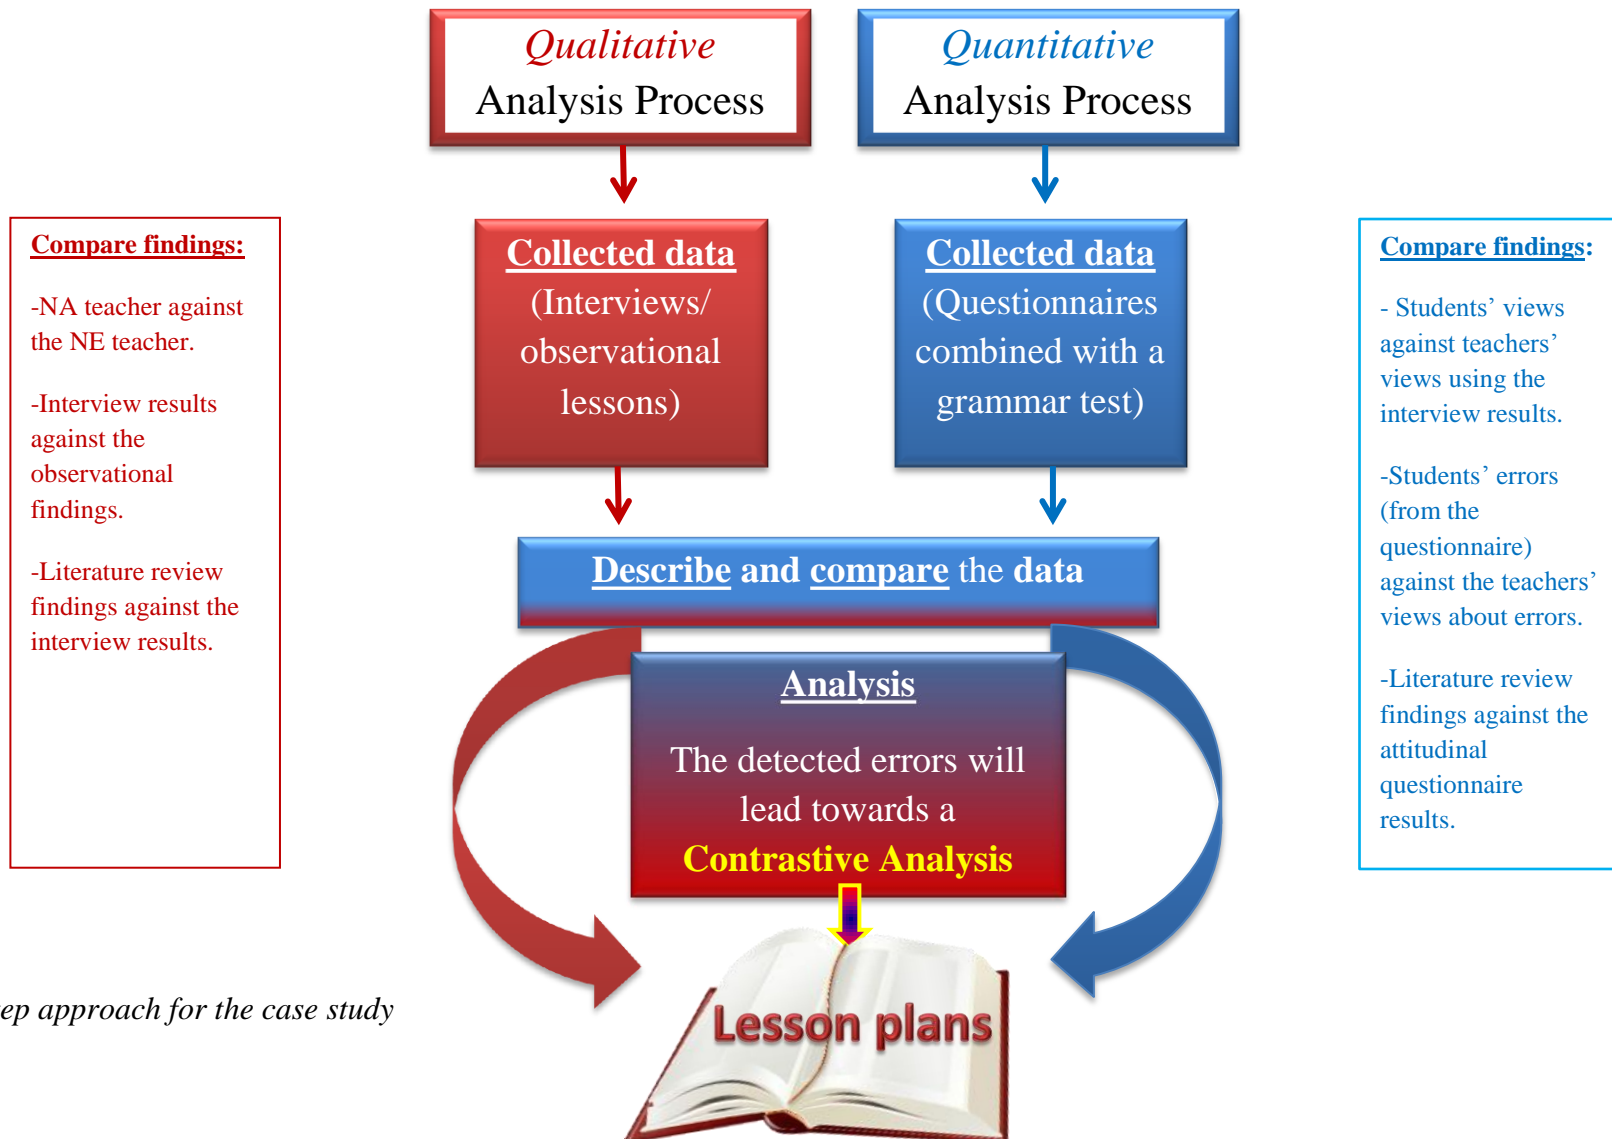 Qualitative
Analysis Process
Quantitative
Analysis Process
Compare findings:
-NA teacher against
the NE teacher.
-Interview results
against the
observational
findings.
-Literature review
findings against the
interview results.
Collected data
(Interviews/
observational
lessons)
Collected data
(Questionnaires
combined with a
grammar test)
Compare findings:
- Students’ views
against teachers’
views using the
interview results.
-Students’ errors
(from the
questionnaire)
against the teachers’
views about errors.
-Literature review
findings against the
attitudinal
questionnaire
results.
Describe and compare the data
Analysis
The detected errors will
lead towards a
Contrastive Analysis
Lesson plans
approach for the case study